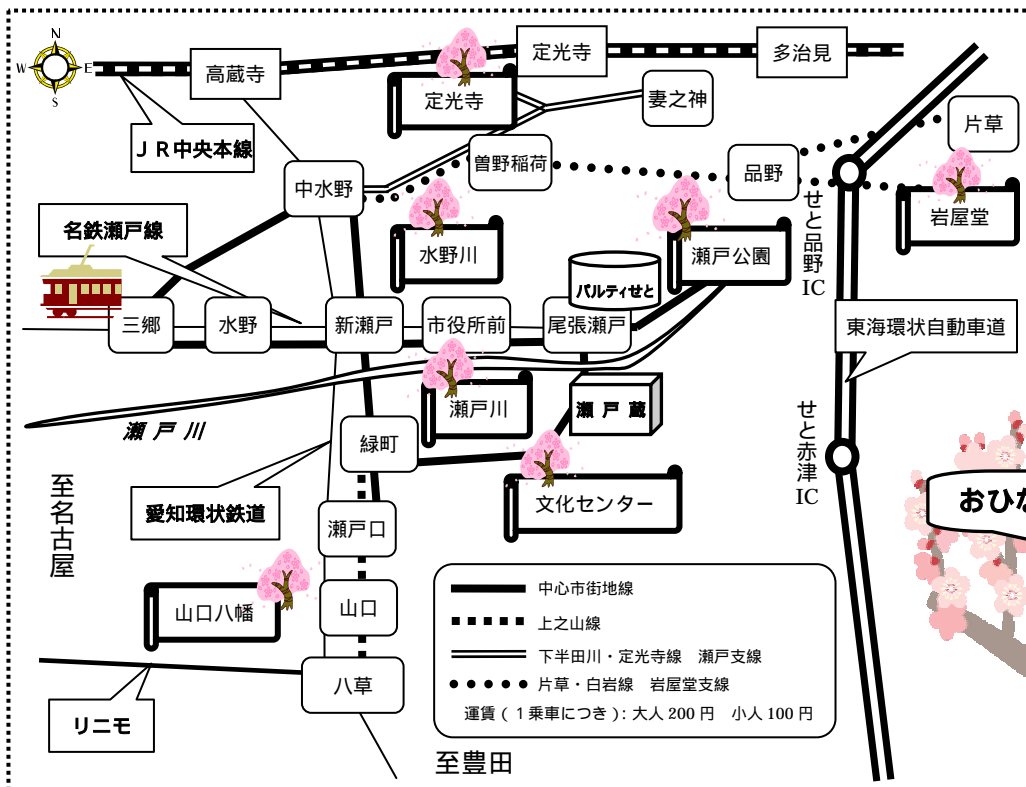 N
W E
S
高蔵寺
定光寺
多治見
定光寺
妻之神
片草
ＪＲ中央本線
曽野稲荷
品野
中水野
岩屋堂
名鉄瀬戸線
水野川
瀬戸公園
せと品野IC
パルティせと
三郷
水野
新瀬戸
市役所前
尾張瀬戸
東海環状自動車道
瀬戸川
瀬戸川
瀬戸蔵
緑町
せと赤津IC
至名古屋
愛知環状鉄道
文化センター
おひな
瀬戸口
山口八幡
山口
中心市街地線
上之山線
下半田川・定光寺線　瀬戸支線
片草・白岩線　岩屋堂支線
運賃（１乗車につき）：大人 200 円　小人 100 円
八草
リニモ
至豊田